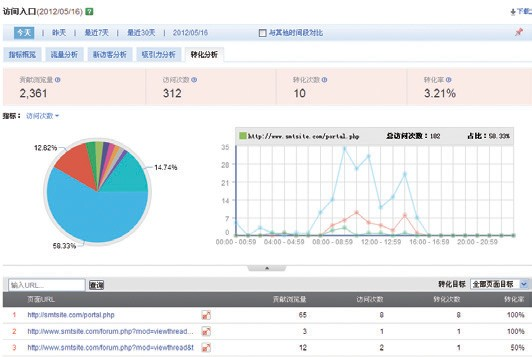 访问入口(2012/05/16) ?
下载
今天 | 昨天 | 最近7天 | 最近30天 | 2012/05/16 与其他时间段对比
指标概览 流量分析 新访客分析 吸引力分析 转化分析
贡献浏览量 访问次数 转化次数 转化率
2,361 312 10 3.21%
指标： 访问次数
12.82%
14.74%
58.33%
http://www.smtsite.com/portal.php 总访问次数：182 占比：58.33%
35
28
21
14
7
0
00:00 - 00:59 04:00 - 04:59 08:00 - 08:59 12:00 - 12:59 16:00 - 16:59 20:00 - 20:59
输入URL... 查询 转化目标 全部页面目标
页面URL 贡献浏览量 访问次数 转化次数 转化率
1 http://smtsite.com/portal.php 65 8 8 100%
2 http://www.smtsite.com/forum.php?mod=viewthread... 3 1 1 100%
3 http://www.smtsite.com/forum.php?mod=viewthread&t 12 2 1 50%